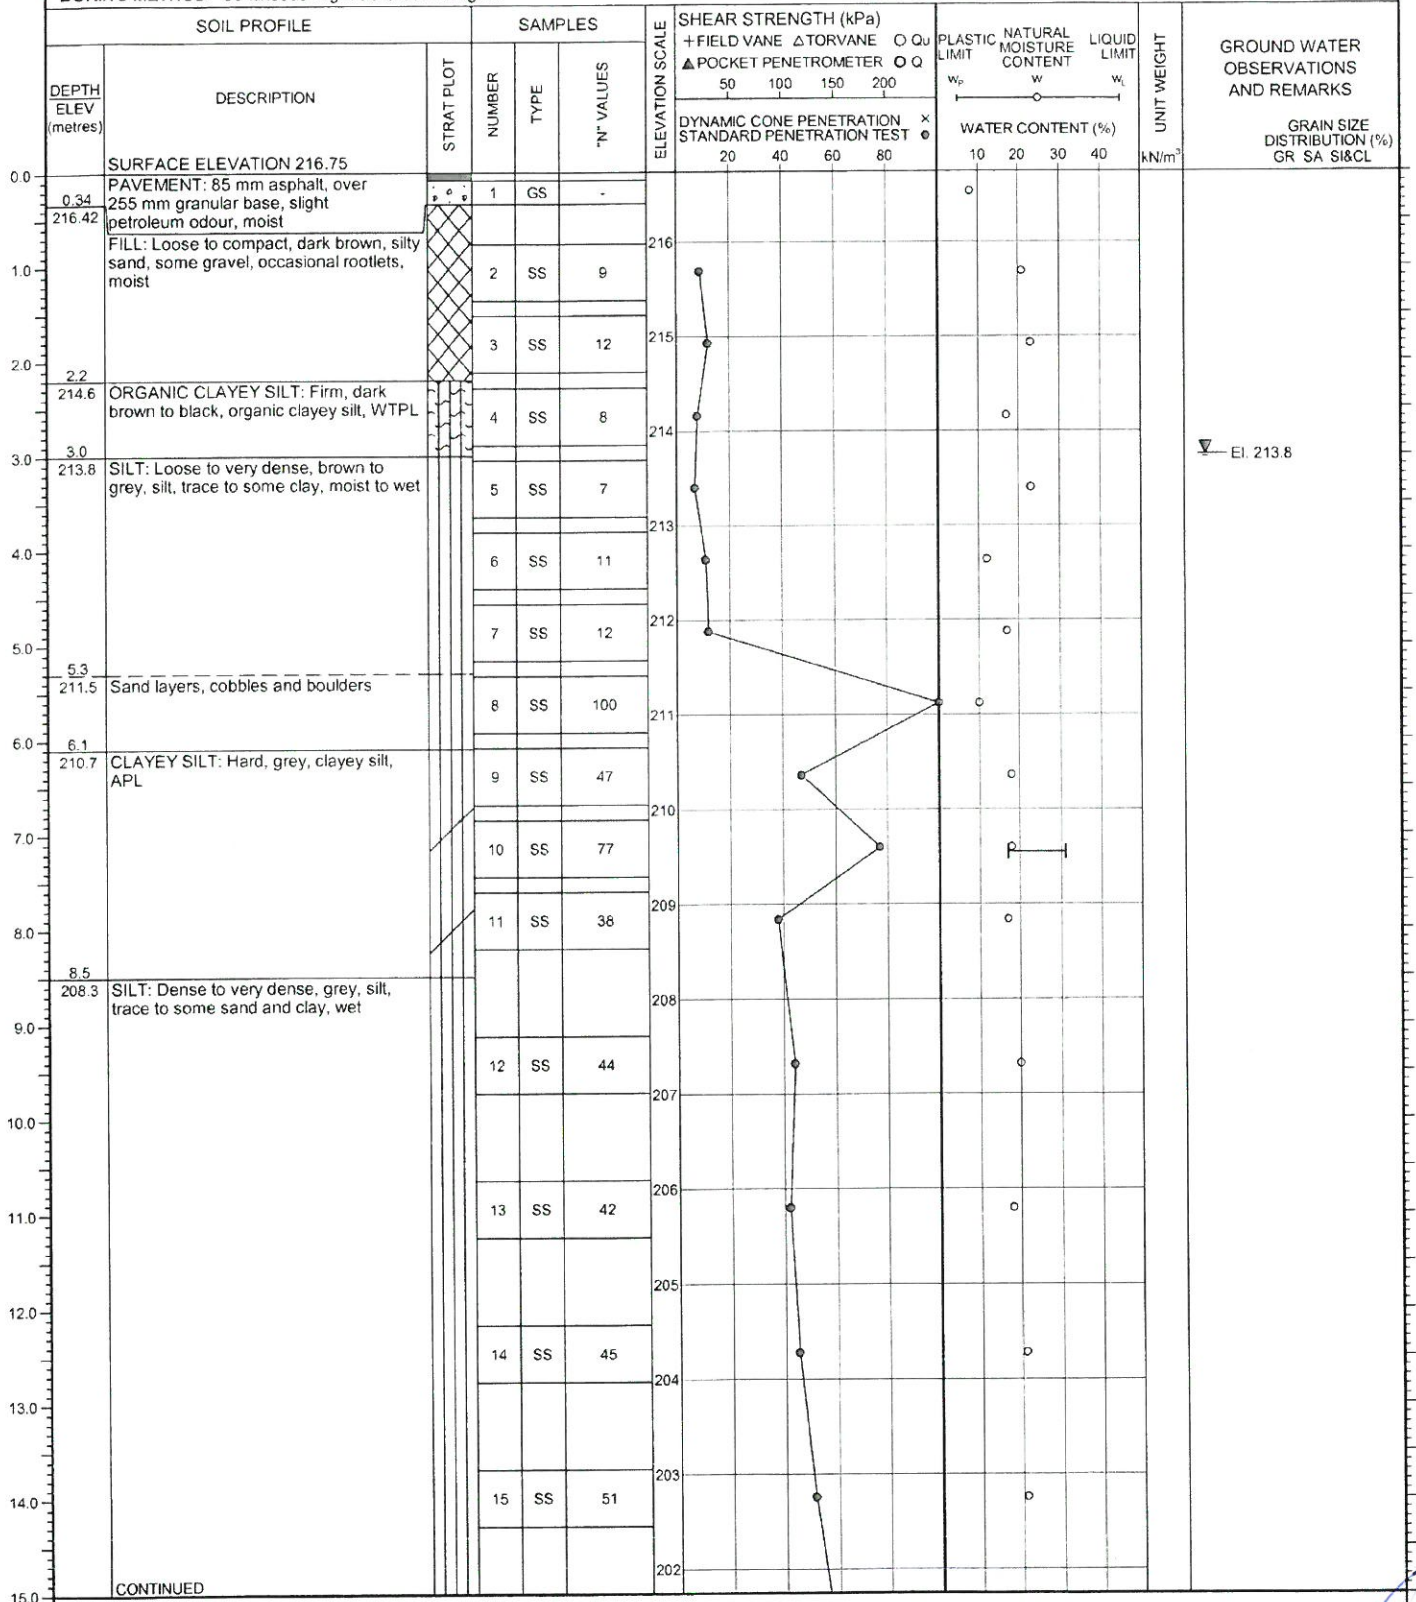 SOIL PROFILE
SAMPLES
DEPTH
ELEV
(metres)
DESCRIPTION
STRAT PLOT
NUMBER
TYPE
"N" VALUES
ELEVATION SCALE
SHEAR STRENGTH (kPa)
+FIELD VANE △TORVANE ○ Qu
▲POCKET PENETROMETER ○ Q
50 100 150 200
DYNAMIC CONE PENETRATION ×
STANDARD PENETRATION TEST ●
20 40 60 80
PLASTIC LIMIT
NATURAL MOISTURE CONTENT
LIQUID LIMIT
WP W WL
WATER CONTENT (%)
10 20 30 40
UNIT WEIGHT
kN/m³
GROUND WATER
OBSERVATIONS
AND REMARKS
GRAIN SIZE
DISTRIBUTION (%)
GR SA SI&CL
SURFACE ELEVATION 216.75
0.0
PAVEMENT: 85 mm asphalt, over
255 mm granular base, slight
petroleum odour, moist
1 GS -
0.34
216.42
FILL: Loose to compact, dark brown, silty
sand, some gravel, occasional rootlets,
moist
216
1.0
2 SS 9
215
3 SS 12
2.0
2.2
214.6
ORGANIC CLAYEY SILT: Firm, dark
brown to black, organic clayey silt, WTPL
4 SS 8
214
3.0
El. 213.8
3.0
213.8
SILT: Loose to very dense, brown to
grey, silt, trace to some clay, moist to wet
5 SS 7
213
4.0
6 SS 11
212
7 SS 12
5.0
5.3
211.5
Sand layers, cobbles and boulders
8 SS 100
211
6.0
6.1
210.7
CLAYEY SILT: Hard, grey, clayey silt,
APL
9 SS 47
210
7.0
10 SS 77
209
11 SS 38
8.0
8.5
208.3
SILT: Dense to very dense, grey, silt,
trace to some sand and clay, wet
208
9.0
12 SS 44
207
10.0
206
13 SS 42
11.0
205
12.0
14 SS 45
204
13.0
203
14.0
15 SS 51
202
CONTINUED
15.0